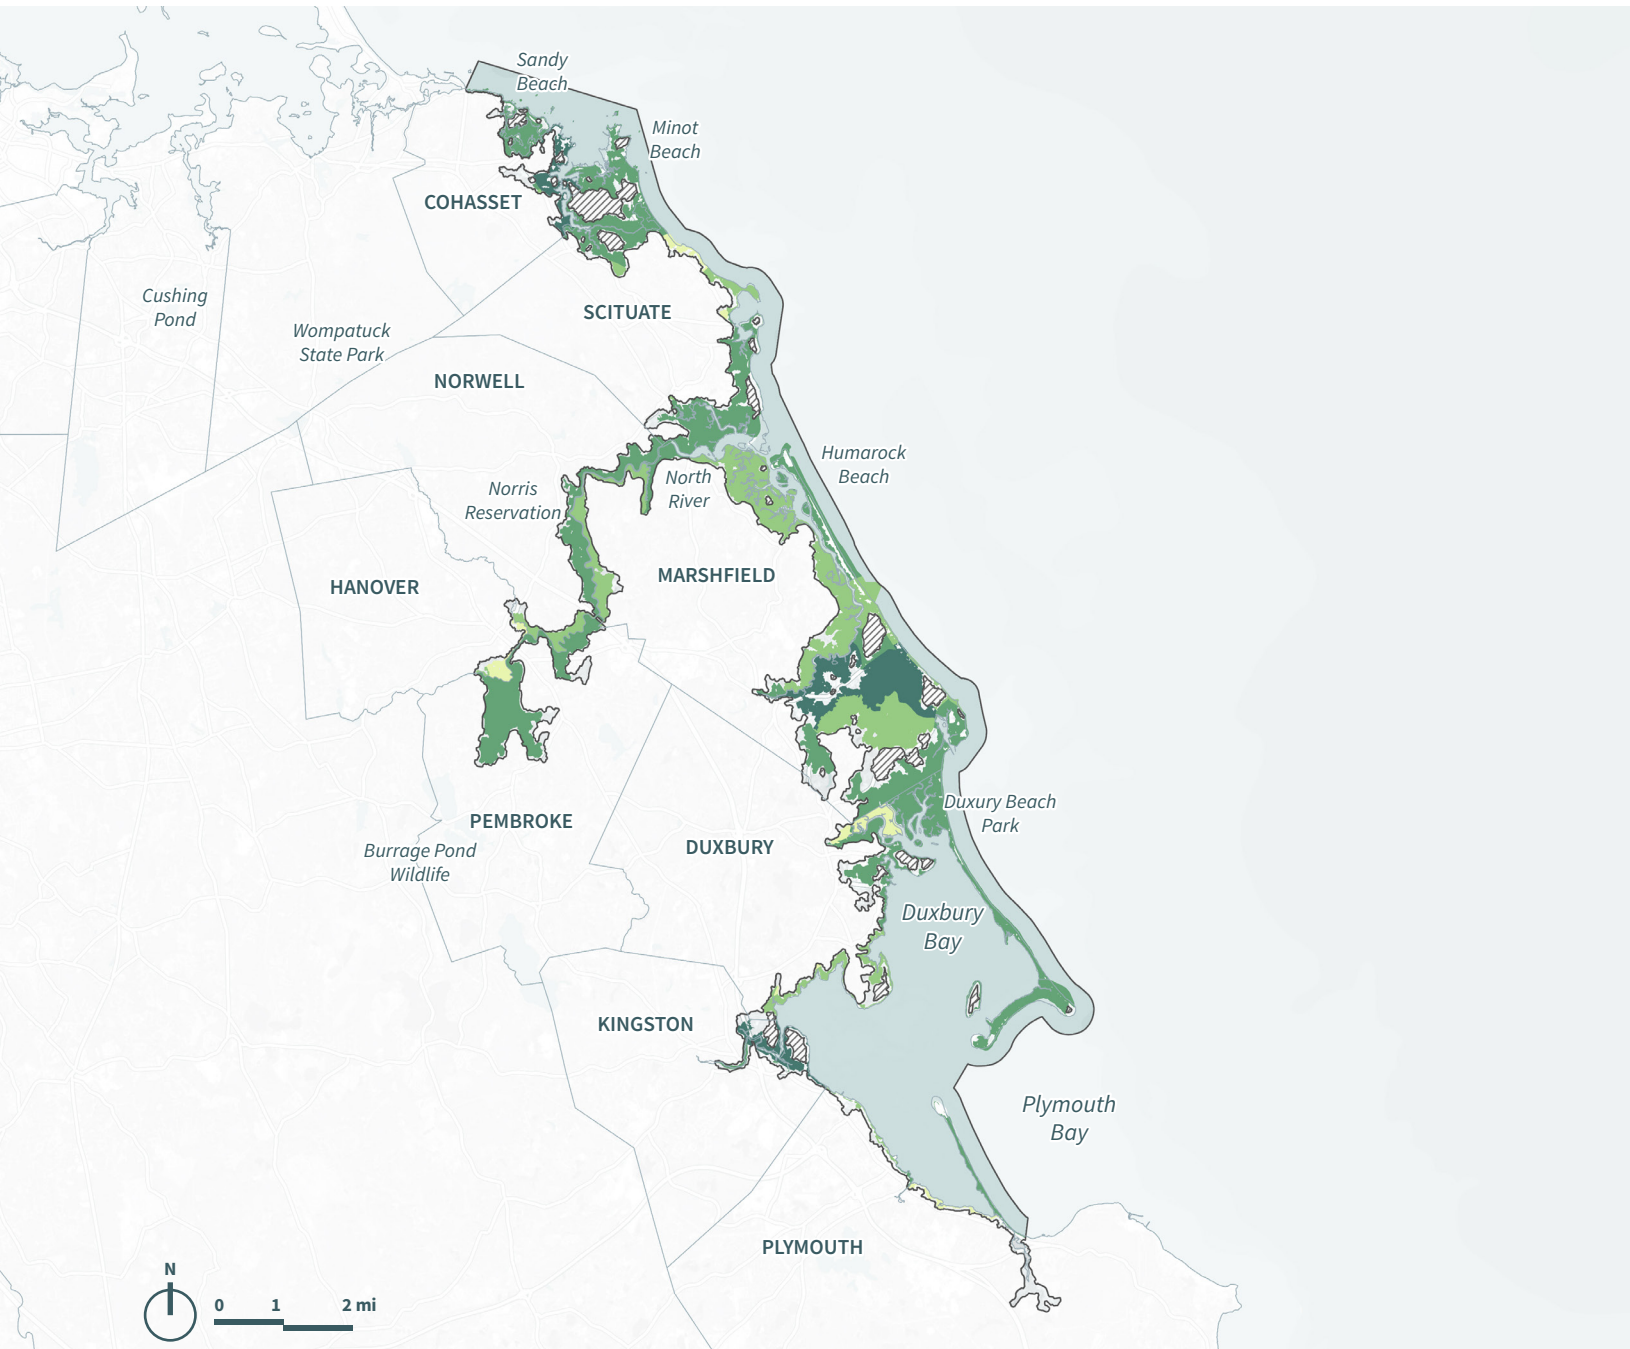 Sandy
Beach
Minot
Beach
COHASSET
Cushing
Pond
SCITUATE
Wompatuck
State Park
NORWELL
Humarock
Beach
North
River
Norris
Reservation
MARSHFIELD
HANOVER
Duxury Beach
Park
PEMBROKE
DUXBURY
Burrage Pond
Wildlife
Duxbury
Bay
KINGSTON
Plymouth
Bay
PLYMOUTH
N
0 1 2 mi